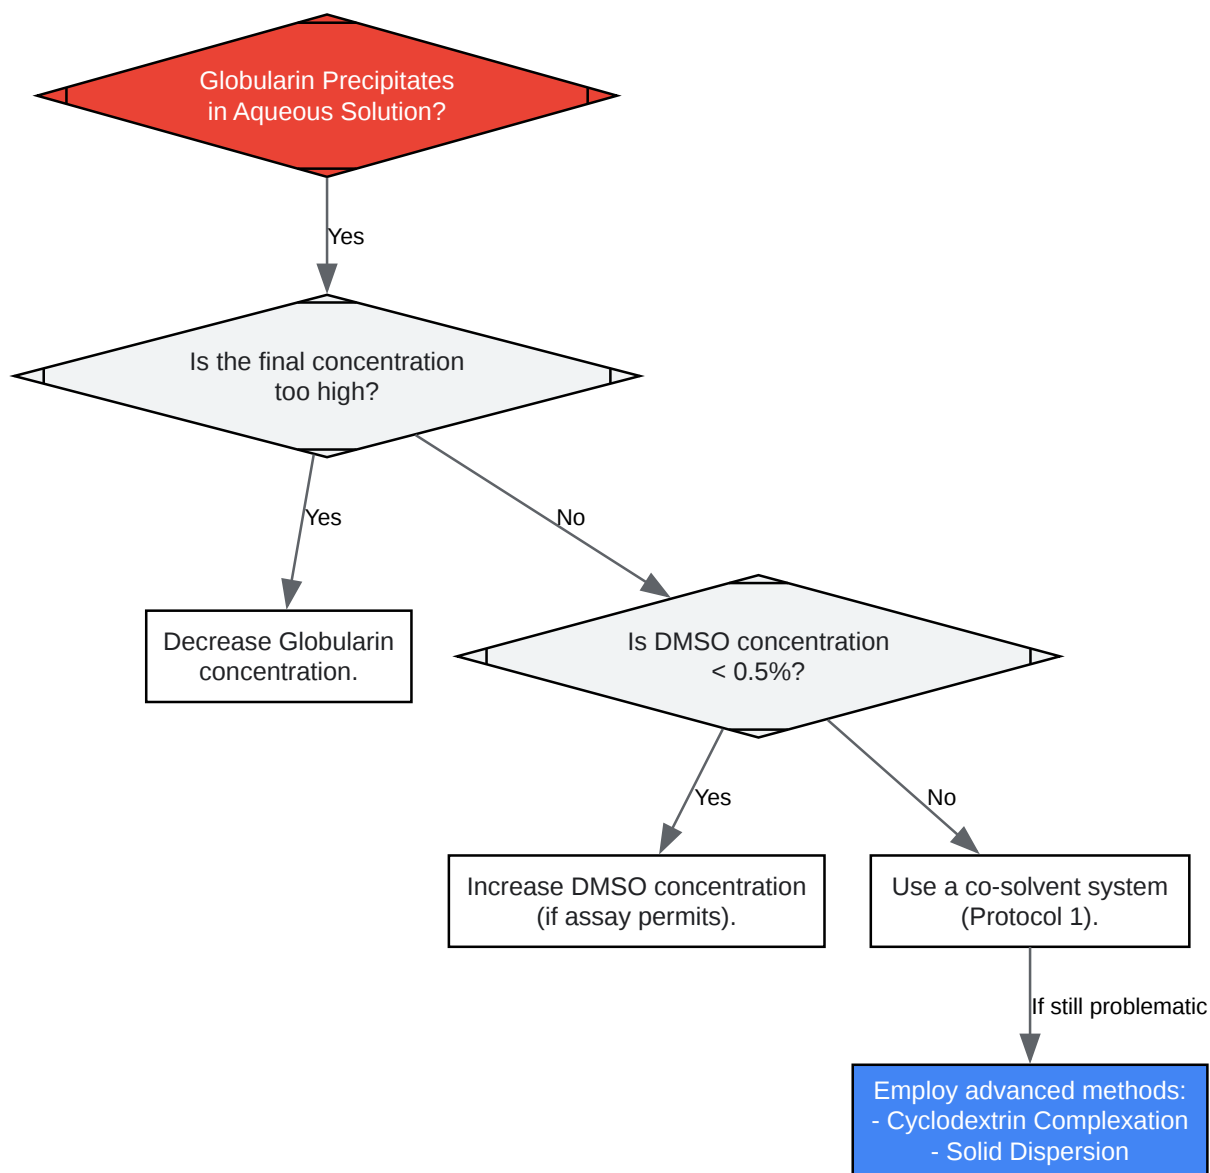 Globularin Precipitates
in Aqueous Solution?
Yes
Is the final concentration
too high?
Yes
No
Decrease Globularin
concentration.
Is DMSO concentration
< 0.5%?
Yes
No
Increase DMSO concentration
(if assay permits).
Use a co-solvent system
(Protocol 1).
If still problematic
Employ advanced methods:
- Cyclodextrin Complexation
- Solid Dispersion